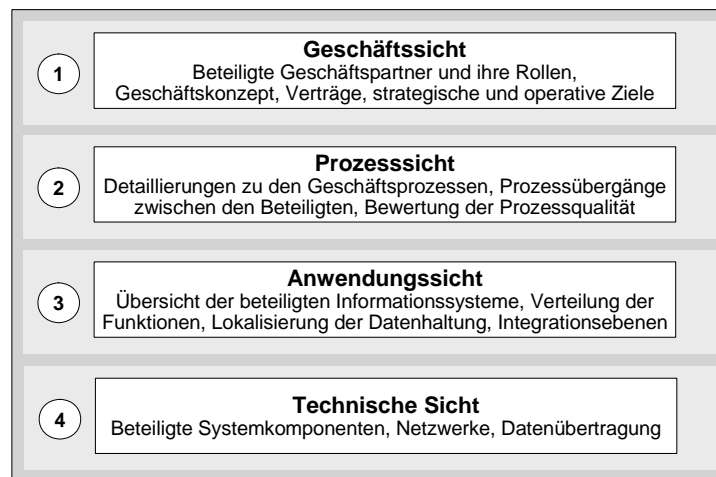 1
Geschäftssicht
Beteiligte Geschäftspartner und ihre Rollen,
Geschäftskonzept, Verträge, strategische und operative Ziele
2
Prozesssicht
Detaillierungen zu den Geschäftsprozessen, Prozessübergänge
zwischen den Beteiligten, Bewertung der Prozessqualität
3
Anwendungssicht
Übersicht der beteiligten Informationssysteme, Verteilung der
Funktionen, Lokalisierung der Datenhaltung, Integrationsebenen
4
Technische Sicht
Beteiligte Systemkomponenten, Netzwerke, Datenübertragung